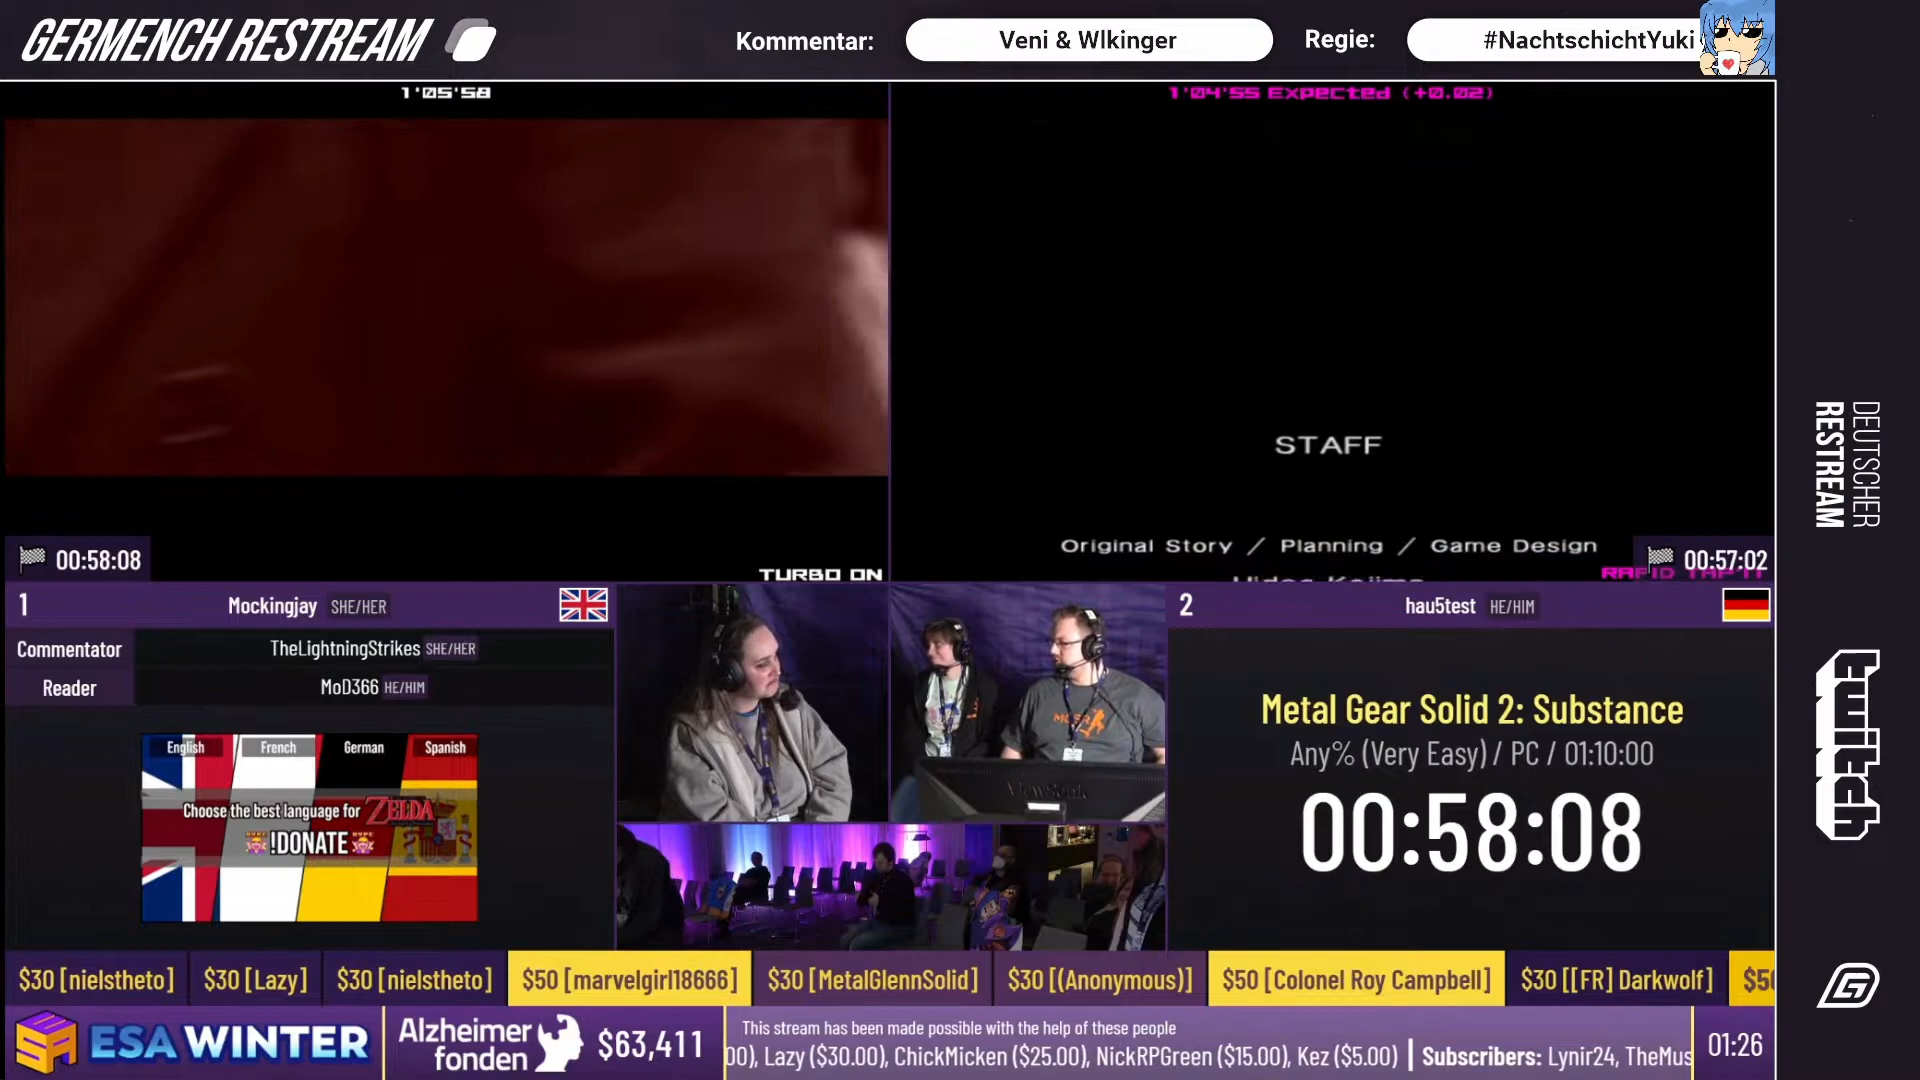 GERMENCH RESTREAM
Kommentar:
Veni & Wlkinger
Regie:
#NachtschichtYuki
1'05'58
1'04'55 Expected (+0.02)
STAFF
Original Story / Planning / Game Design
00:58:08
TURBO ON
00:57:02
1
Mockingjay SHE/HER
2
hau5test HE/HIM
Commentator
TheLightningStrikes SHE/HER
Reader
MoD366 HE/HIM
English
French
German
Spanish
Choose the best language for ZELDA
!DONATE
ViewSonic
Metal Gear Solid 2: Substance
Any% (Very Easy) / PC / 01:10:00
00:58:08
DEUTSCHER
RESTREAM
twitch
$30 [nielstheto]
$30 [Lazy]
$30 [nielstheto]
$50 [marvelgirl18666]
$30 [MetalGlennSolid]
$30 [(Anonymous)]
$50 [Colonel Roy Campbell]
$30 [[FR] Darkwolf]
ESA WINTER
Alzheimer
fonden
$63,411
This stream has been made possible with the help of these people
00), Lazy ($30.00), ChickMicken ($25.00), NickRPGreen ($15.00), Kez ($5.00) | Subscribers: Lynir24, TheMus
01:26